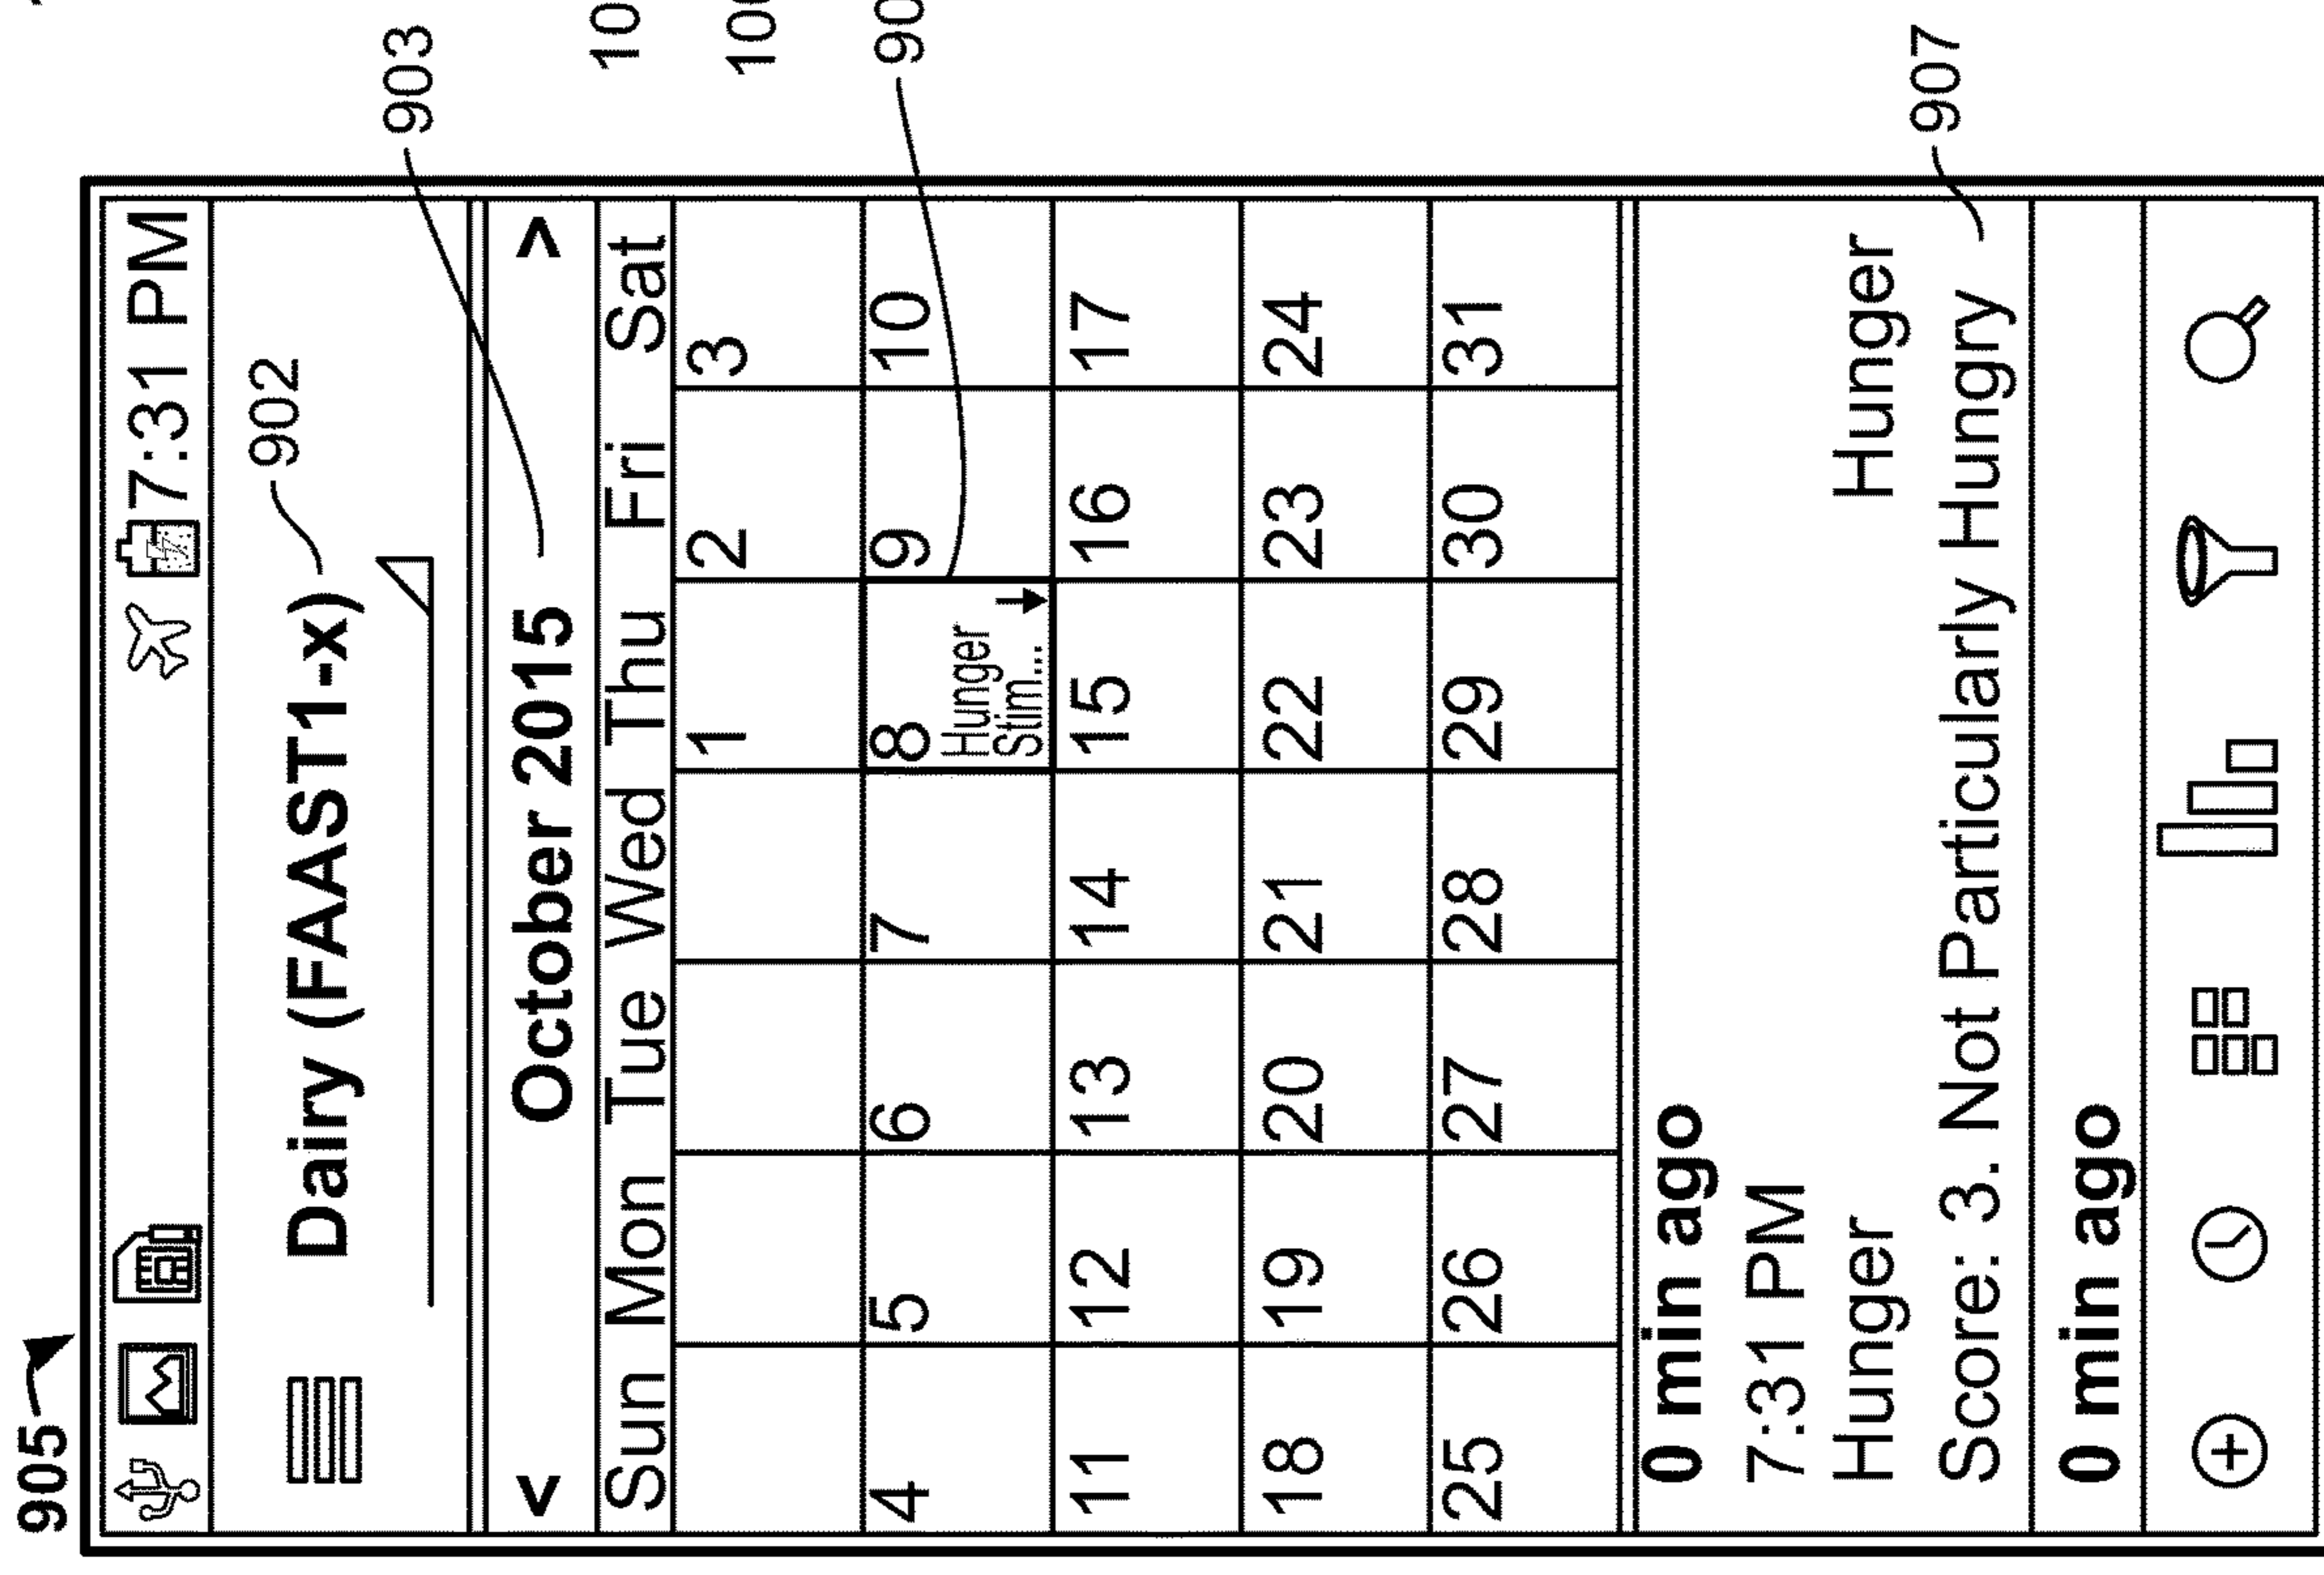 905
7:31 PM
Dairy (FAAST1-x)
902
903
< October 2015 >
Sun Mon Tue Wed Thu Fri Sat
1 2 3
4 5 6 7 8 9 10
Hunger
Stim...
11 12 13 14 15 16 17
18 19 20 21 22 23 24
25 26 27 28 29 30 31
0 min ago
7:31 PM
Hunger Hunger
Score: 3. Not Particularly Hungry
907
0 min ago